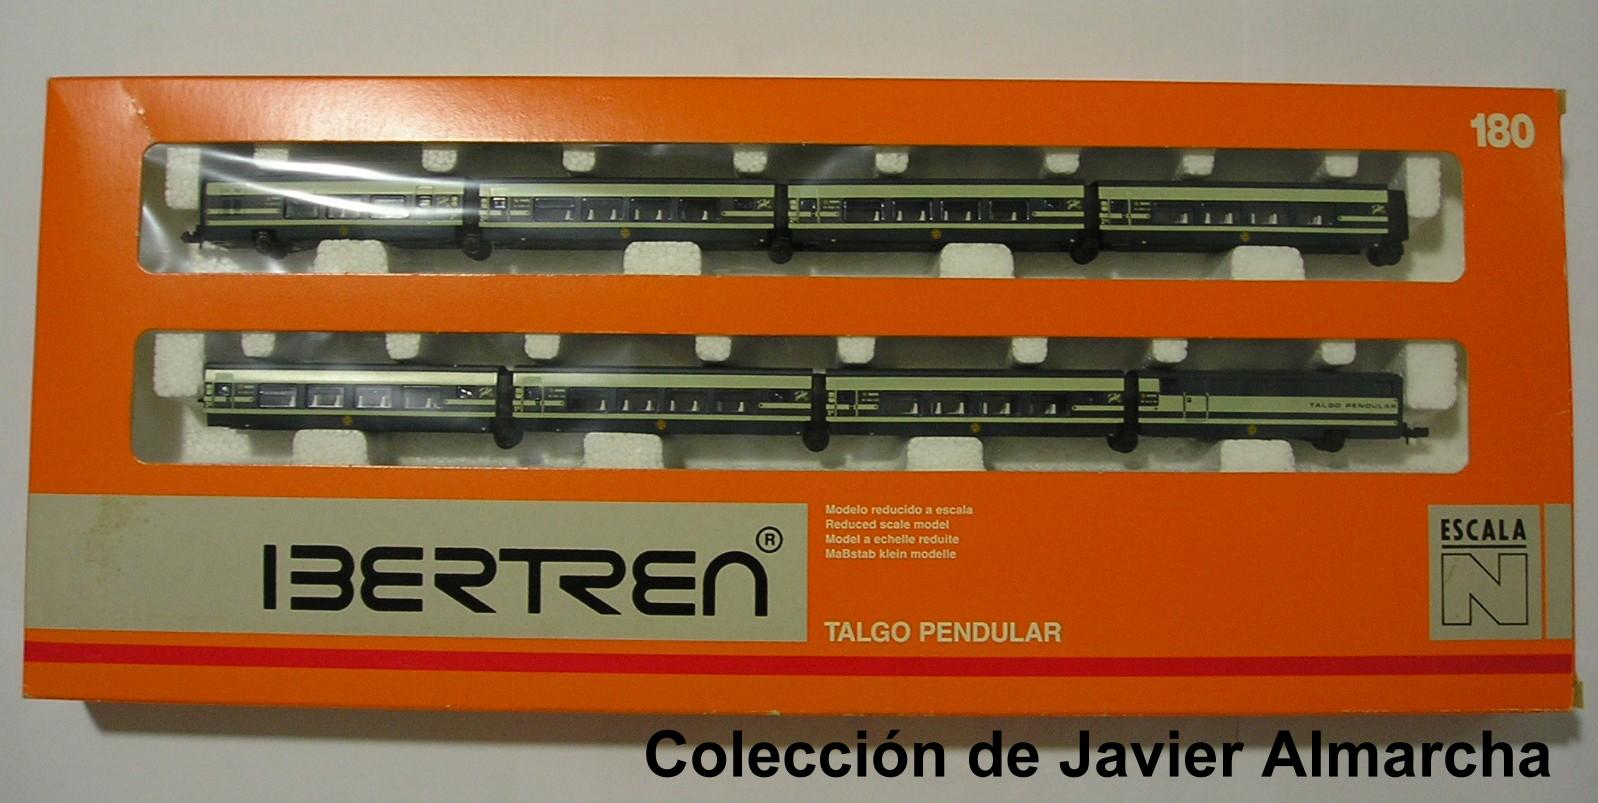 180
TALGO PENDULAR
IBERTREN ®
Modelo reducido a escala
Reduced scale model
Model a echelle reduite
MaBstab klein modelle
TALGO PENDULAR
ESCALA
N
Colección de Javier Almarcha